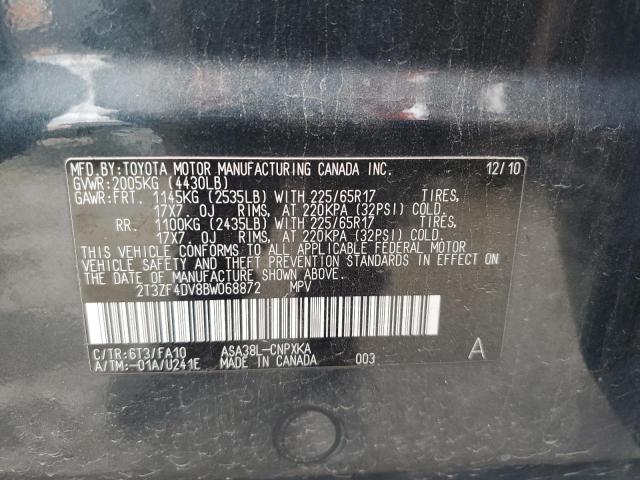 MFD.BY:TOYOTA MOTOR MANUFACTURING CANADA INC. 12/10
GVWR:2005KG (4430LB)
GAWR:FRT. 1145KG (2535LB) WITH 225/65R17 TIRES,
17X7. 0J RIMS, AT 220KPA (32PSI) COLD.
RR. 1100KG (2435LB) WITH 225/65R17 TIRES,
17X7. 0J RIMS, AT 220KPA (32PSI) COLD.
THIS VEHICLE CONFORMS TO ALL APPLICABLE FEDERAL MOTOR
VEHICLE SAFETY AND THEFT PREVENTION STANDARDS IN EFFECT ON
THE DATE OF MANUFACTURE SHOWN ABOVE.
2T3ZF4DV8BW068872 MPV
C/TR:6T3/FA10 ASA38L-CNPXKA
A/TM:-01A/U241E MADE IN CANADA 003 A